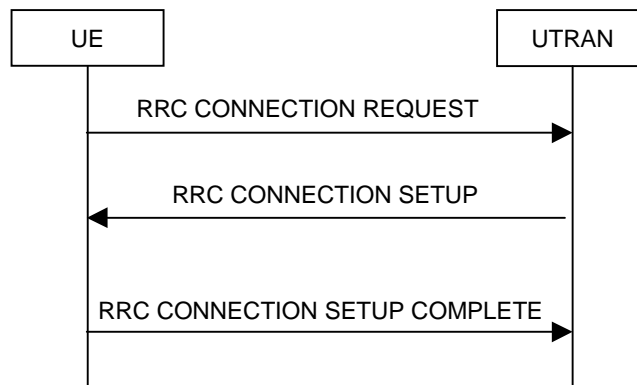 UE
UTRAN
RRC CONNECTION REQUEST
RRC CONNECTION SETUP
RRC CONNECTION SETUP COMPLETE